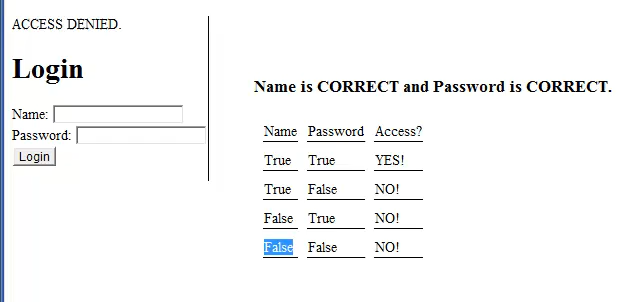 ACCESS DENIED.
Login
Name:
Password:
Login
Name is CORRECT and Password is CORRECT.
Name Password Access?
True True YES!
True False NO!
False True NO!
False False NO!